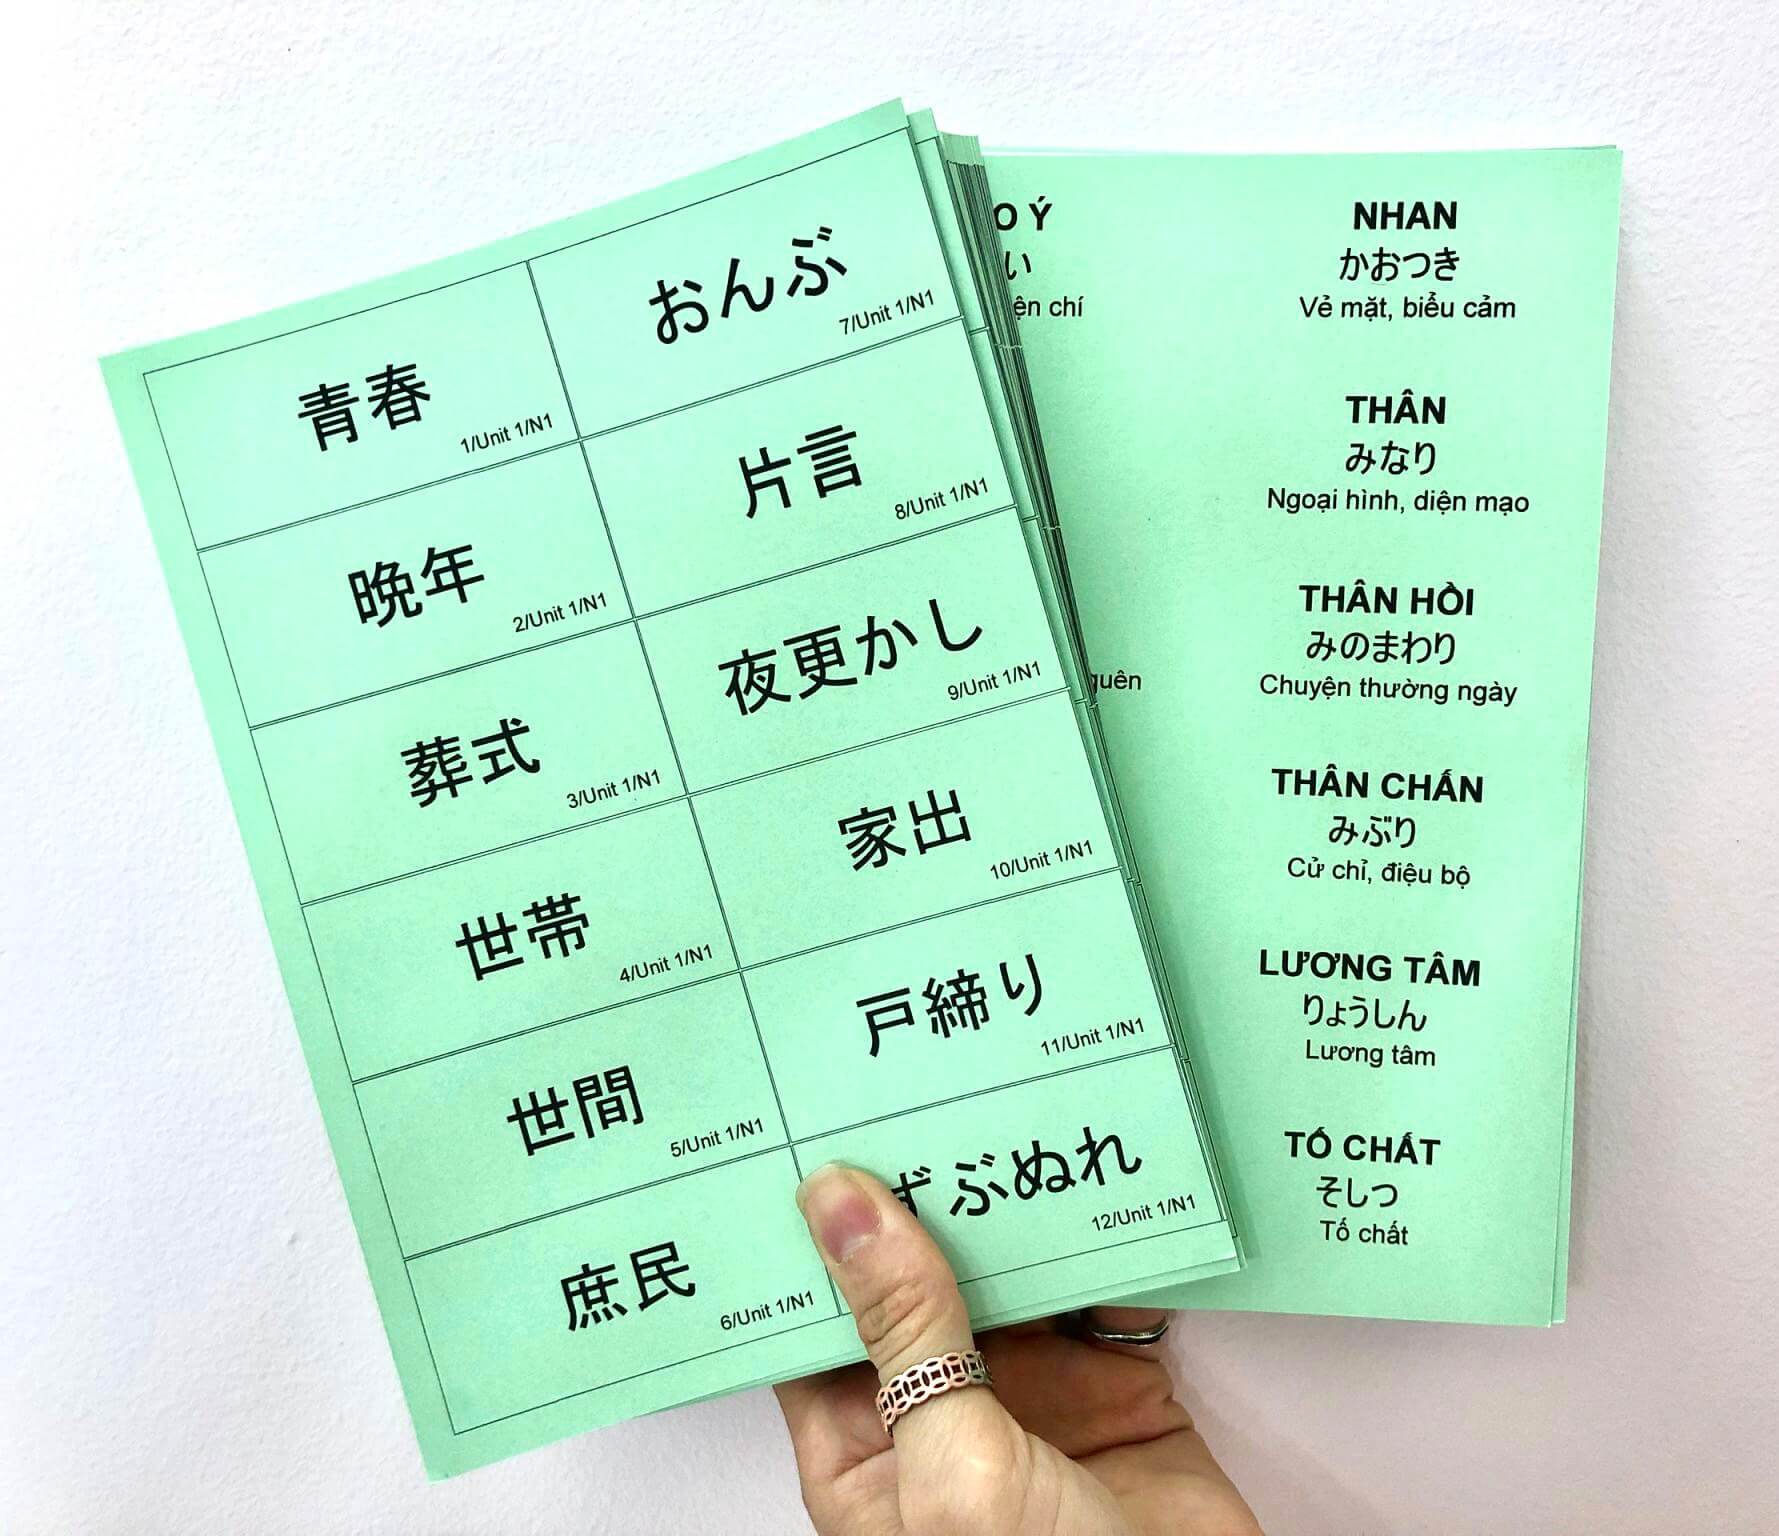 青春
1/Unit 1/N1
晩年
2/Unit 1/N1
葬式
3/Unit 1/N1
世帯
4/Unit 1/N1
世間
5/Unit 1/N1
庶民
6/Unit 1/N1
おんぶ
7/Unit 1/N1
片言
8/Unit 1/N1
夜更かし
9/Unit 1/N1
家出
10/Unit 1/N1
戸締り
11/Unit 1/N1
ずぶぬれ
12/Unit 1/N1
Ý
い
chí
NHAN
かおつき
Vẻ mặt, biểu cảm
THÂN
みなり
Ngoại hình, diện mạo
THÂN HỒI
みのまわり
Chuyện thường ngày
THÂN CHẤN
みぶり
Cử chỉ, điệu bộ
LƯƠNG TÂM
りょうしん
Lương tâm
TỐ CHẤT
そしつ
Tố chất